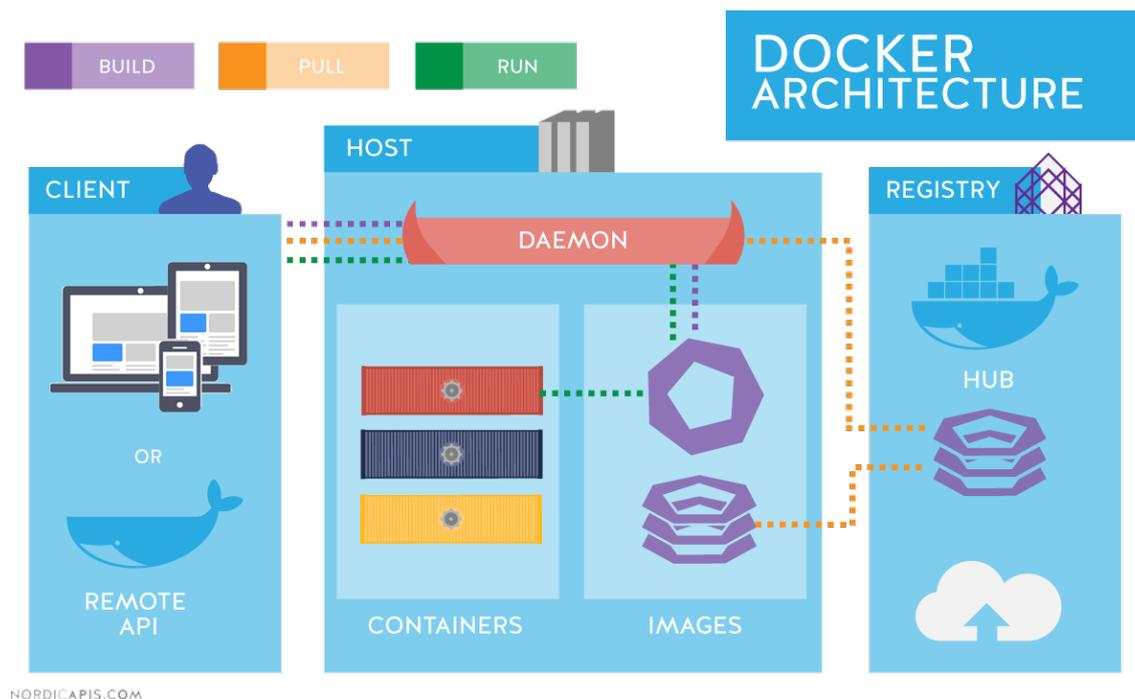 BUILD
PULL
RUN
DOCKER
ARCHITECTURE
HOST
CLIENT
REGISTRY
DAEMON
HUB
OR
REMOTE
API
CONTAINERS
IMAGES
NORDICAPIS.COM